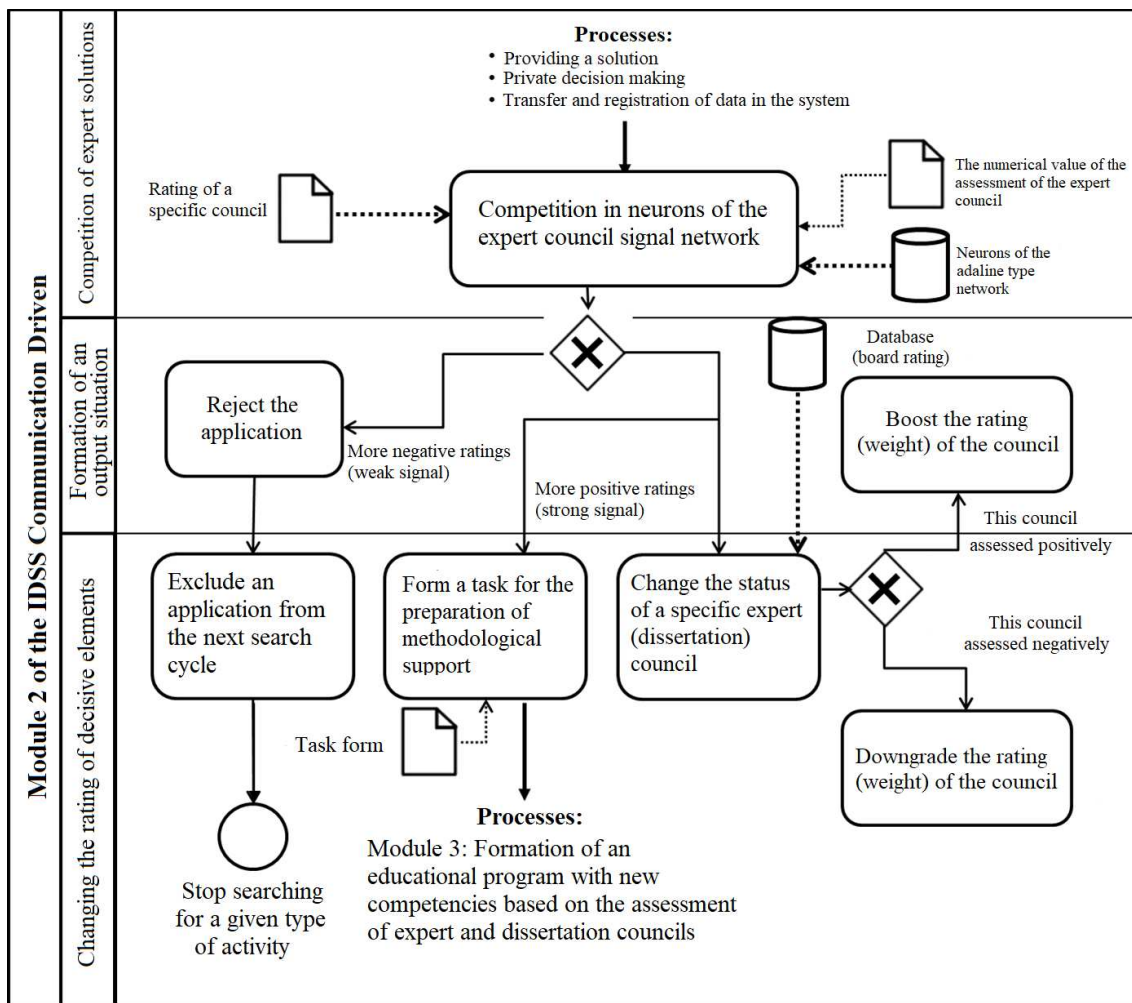 Module 2 of the IDSS Communication Driven
Competition of expert solutions
Processes:
• Providing a solution
• Private decision making
• Transfer and registration of data in the system
Rating of a
specific council
Competition in neurons of the
expert council signal network
The numerical value of the
assessment of the expert
council
Neurons of the
adaline type
network
Formation of an
output situation
Reject the
application
More negative ratings
(weak signal)
More positive ratings
(strong signal)
Database
(board rating)
Boost the rating
(weight) of the council
Changing the rating of decisive elements
This council
assessed positively
Exclude an
application from
the next search
cycle
Form a task for the
preparation of
methodological
support
Change the status
of a specific expert
(dissertation)
council
This council
assessed negatively
Task form
Downgrade the rating
(weight) of the council
Stop searching
for a given type
of activity
Processes:
Module 3: Formation of an
educational program with new
competencies based on the assessment
of expert and dissertation councils